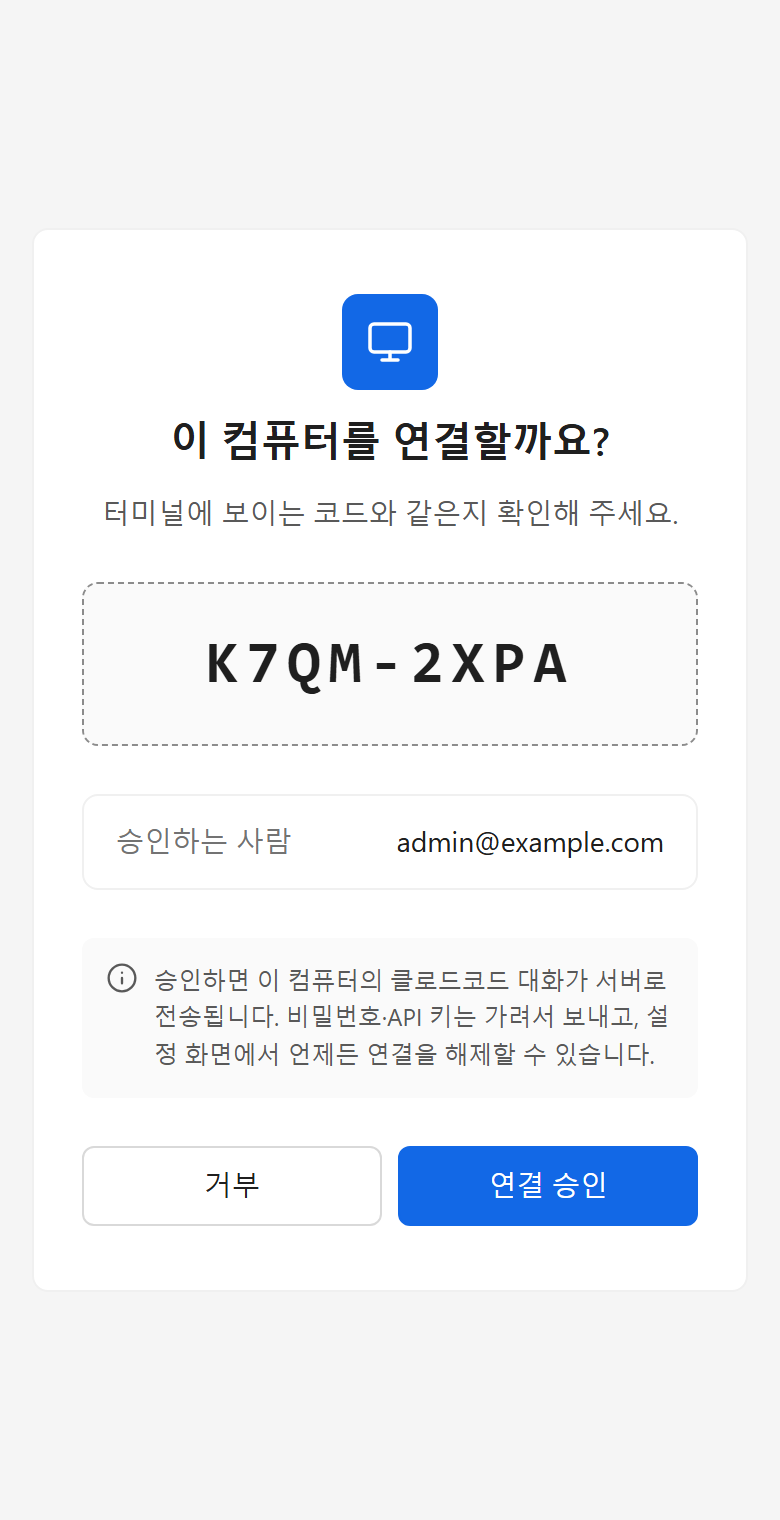 이 컴퓨터를 연결할까요?
터미널에 보이는 코드와 같은지 확인해 주세요.
K7QM-2XPA
승인하는 사람 admin@example.com
승인하면 이 컴퓨터의 클로드코드 대화가 서버로
전송됩니다. 비밀번호·API 키는 가려서 보내고, 설
정 화면에서 언제든 연결을 해제할 수 있습니다.
거부 연결 승인